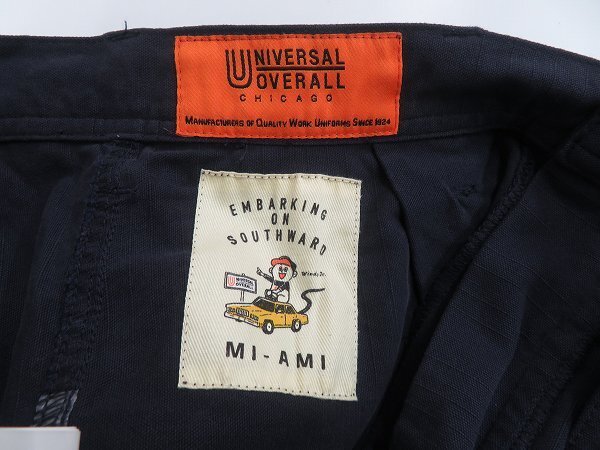 UNIVERSAL
OVERALL
CHICAGO
MANUFACTURERS OF QUALITY WORK UNIFORMS SINCE 1924
EMBARKING
ON
SOUTHWARD
UNIVERSAL
OVERALL
MI-AMI